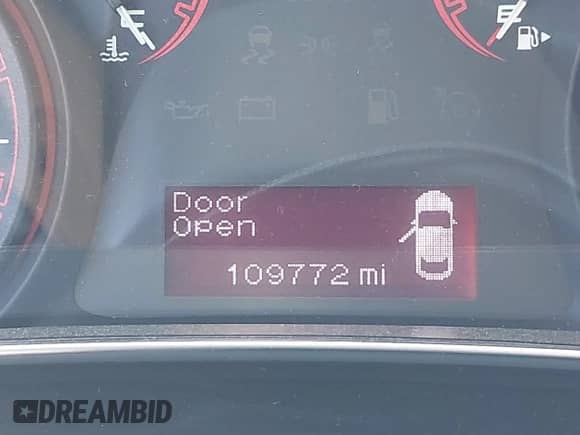 E
E
Door
Open
109772 mi
DREAMBID